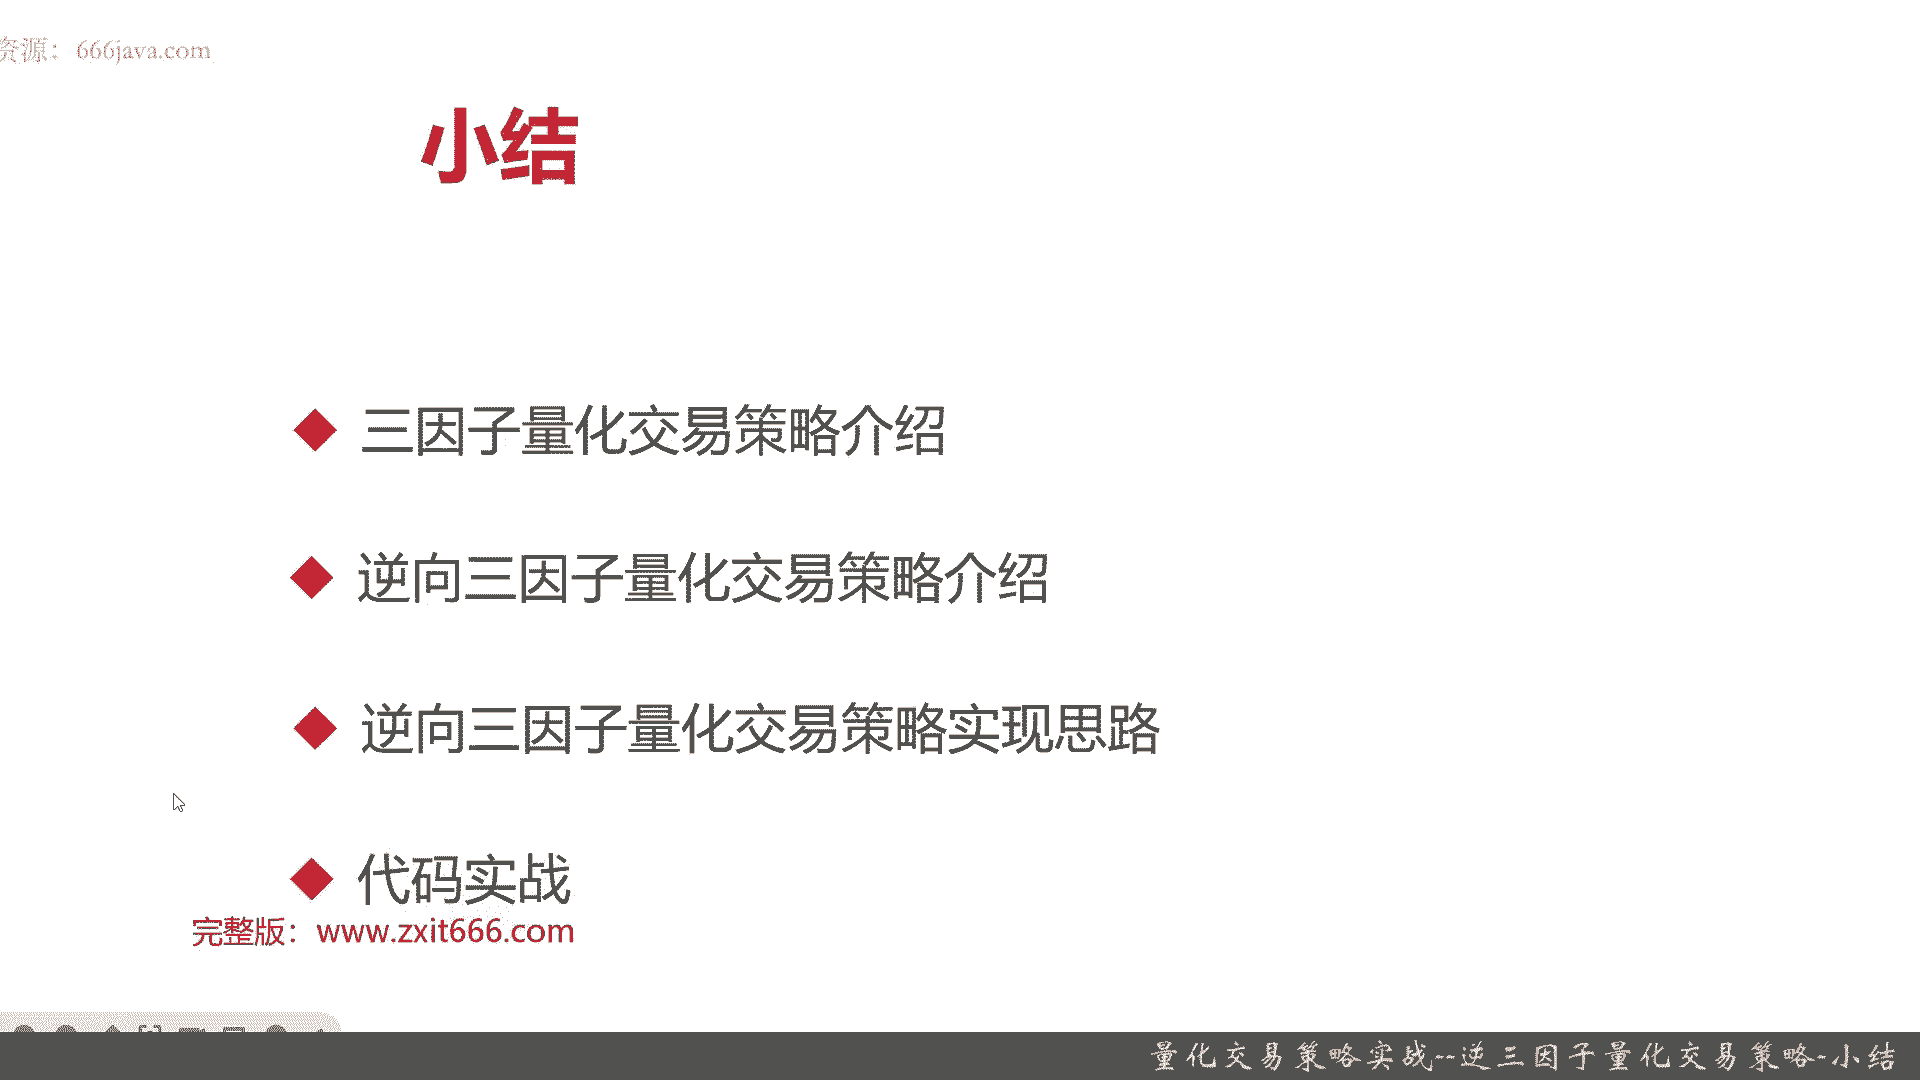 资源：666java.com
小结
三因子量化交易策略介绍
逆向三因子量化交易策略介绍
逆向三因子量化交易策略实现思路
代码实战
完整版：www.zxit666.com
量化交易策略实战--逆三因子量化交易策略-小结